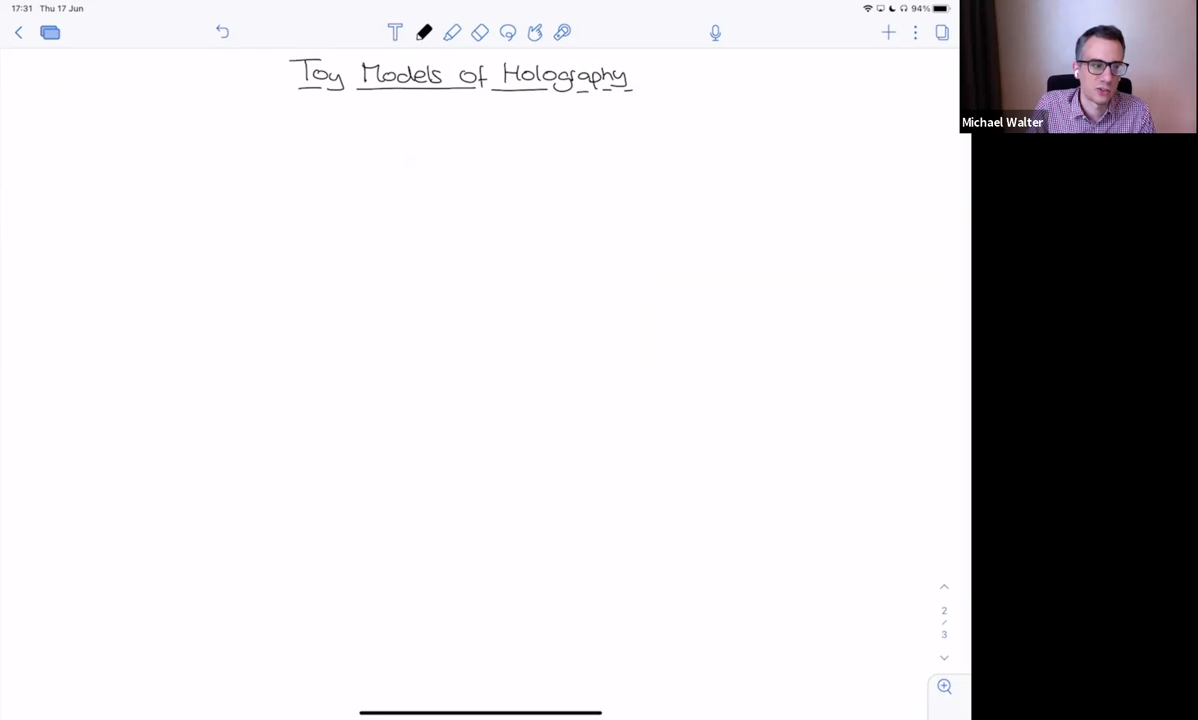 17:31 Thu 17 Jun
94%
T
Toy Models of Holography
Michael Walter
2
/
3